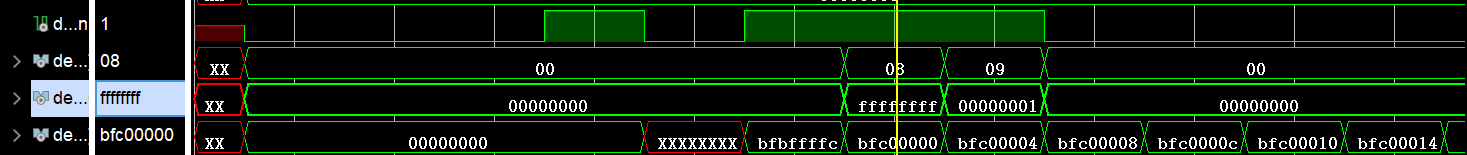 d...n 1
de... 08 XX 00 08 09 00
de... ffffffff XX 00000000 ffffffff 00000001 00000000
de... bfc00000 XX 00000000 XXXXXXXX bfbffffc bfc00000 bfc00004 bfc00008 bfc0000c bfc00010 bfc00014